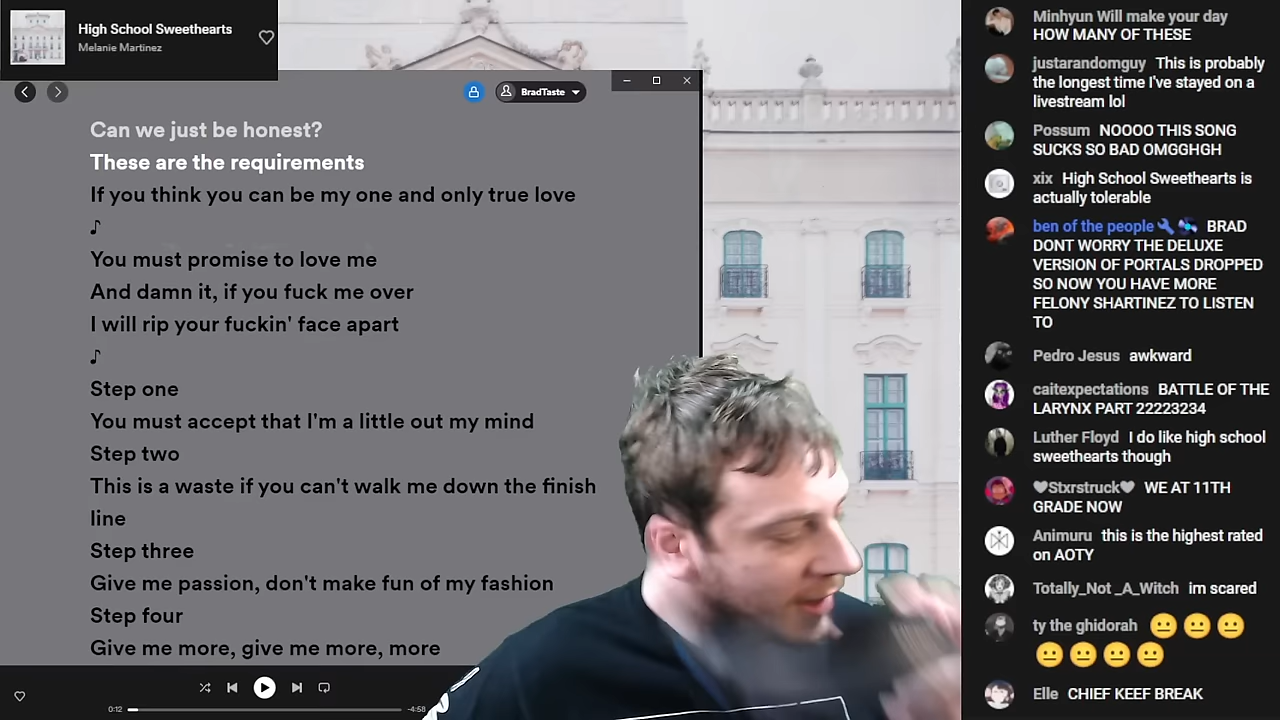 High School Sweethearts
Melanie Martinez
BradTaste
Can we just be honest?
These are the requirements
If you think you can be my one and only true love
♪
You must promise to love me
And damn it, if you fuck me over
I will rip your fuckin' face apart
♪
Step one
You must accept that I'm a little out my mind
Step two
This is a waste if you can't walk me down the finish
line
Step three
Give me passion, don't make fun of my fashion
Step four
Give me more, give me more, more
0:12
-4:58
Minhyun Will make your day
HOW MANY OF THESE
justarandomguy This is probably
the longest time I've stayed on a
livestream lol
Possum NOOOO THIS SONG
SUCKS SO BAD OMGGHGH
xix High School Sweethearts is
actually tolerable
ben of the people BRAD
DONT WORRY THE DELUXE
VERSION OF PORTALS DROPPED
SO NOW YOU HAVE MORE
FELONY SHARTINEZ TO LISTEN
TO
Pedro Jesus awkward
caitexpectations BATTLE OF THE
LARYNX PART 22223234
Luther Floyd I do like high school
sweethearts though
🖤Stxrstruck🖤 WE AT 11TH
GRADE NOW
Animuru this is the highest rated
on AOTY
Totally_Not_A_Witch im scared
ty the ghidorah 😐😐😐
😐😐😐😐
Elle CHIEF KEEF BREAK